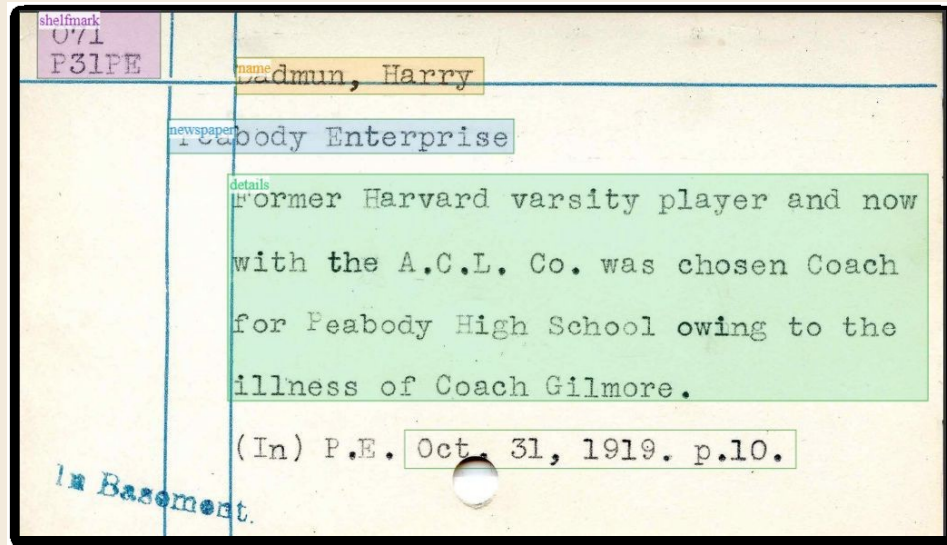 shelfmark
071
P31PE
name
Dadmun, Harry
newspaper
Peabody Enterprise
details
Former Harvard varsity player and now
with the A.C.L. Co. was chosen Coach
for Peabody High School owing to the
illness of Coach Gilmore.
(In) P.E. Oct. 31, 1919. p.10.
In Basement.